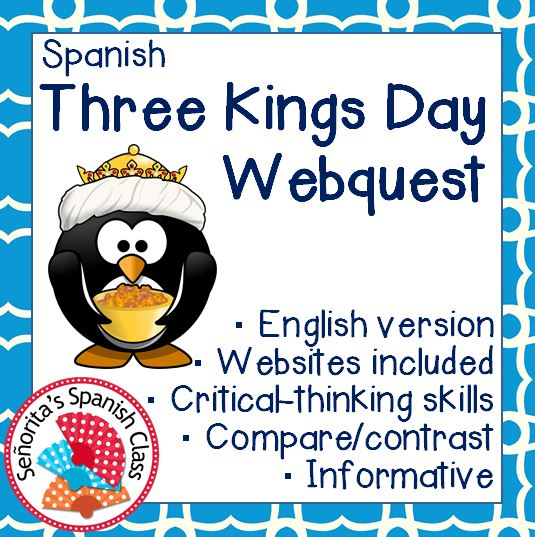 Spanish
Three Kings Day
Webquest
• English version
• Websites included
• Critical-thinking skills
• Compare/contrast
• Informative
Señorita's Spanish Class